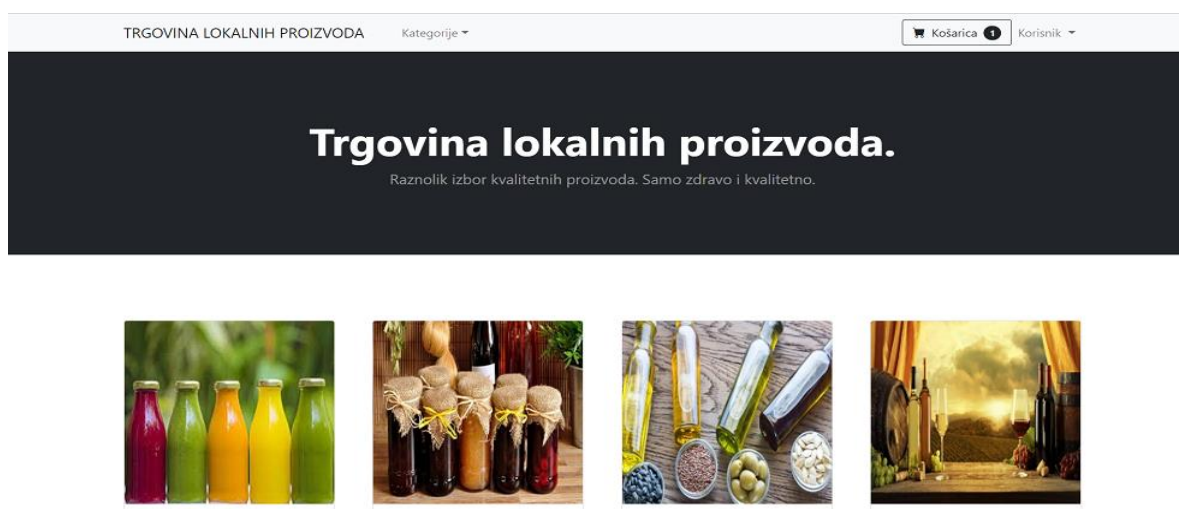 TRGOVINA LOKALNIH PROIZVODA Kategorije Košarica 1 Korisnik
Trgovina lokalnih proizvoda.
Raznolik izbor kvalitetnih proizvoda. Samo zdravo i kvalitetno.